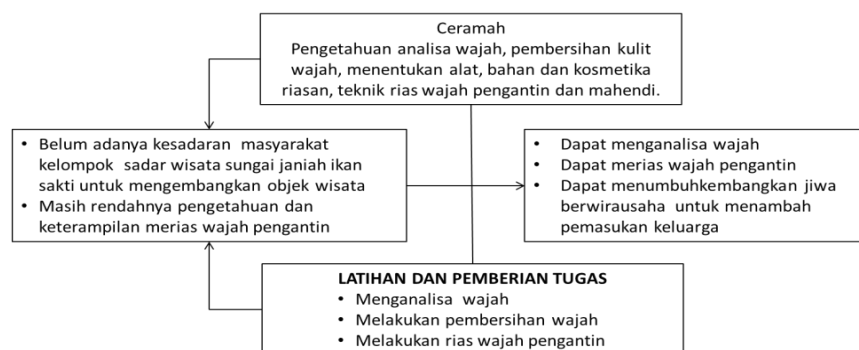 Ceramah
Pengetahuan analisa wajah, pembersihan kulit
wajah, menentukan alat, bahan dan kosmetika
riasan, teknik rias wajah pengantin dan mahendi.
• Belum adanya kesadaran masyarakat
kelompok sadar wisata sungai janiah ikan
sakti untuk mengembangkan objek wisata
• Masih rendahnya pengetahuan dan
keterampilan merias wajah pengantin
• Dapat menganalisa wajah
• Dapat merias wajah pengantin
• Dapat menumbuhkembangkan jiwa
berwirausaha untuk menambah
pemasukan keluarga
LATIHAN DAN PEMBERIAN TUGAS
• Menganalisa wajah
• Melakukan pembersihan wajah
• Melakukan rias wajah pengantin